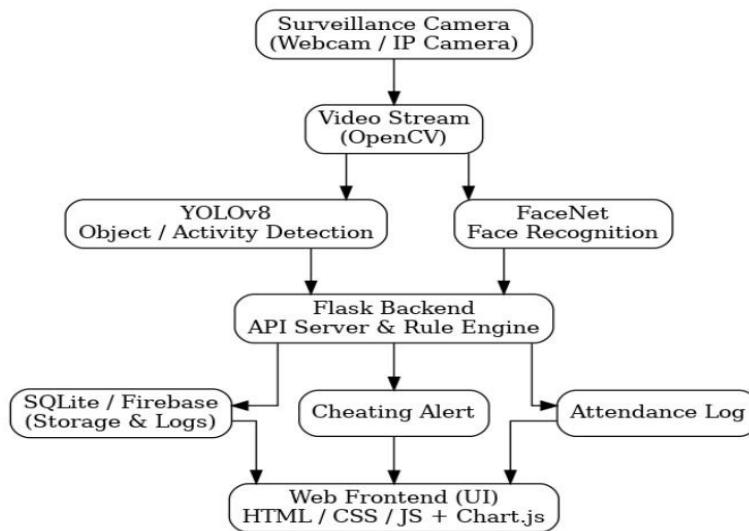 Surveillance Camera
(Webcam / IP Camera)
Video Stream
(OpenCV)
YOLOv8
Object / Activity Detection
FaceNet
Face Recognition
Flask Backend
API Server & Rule Engine
SQLite / Firebase
(Storage & Logs)
Cheating Alert
Attendance Log
Web Frontend (UI)
HTML / CSS / JS + Chart.js